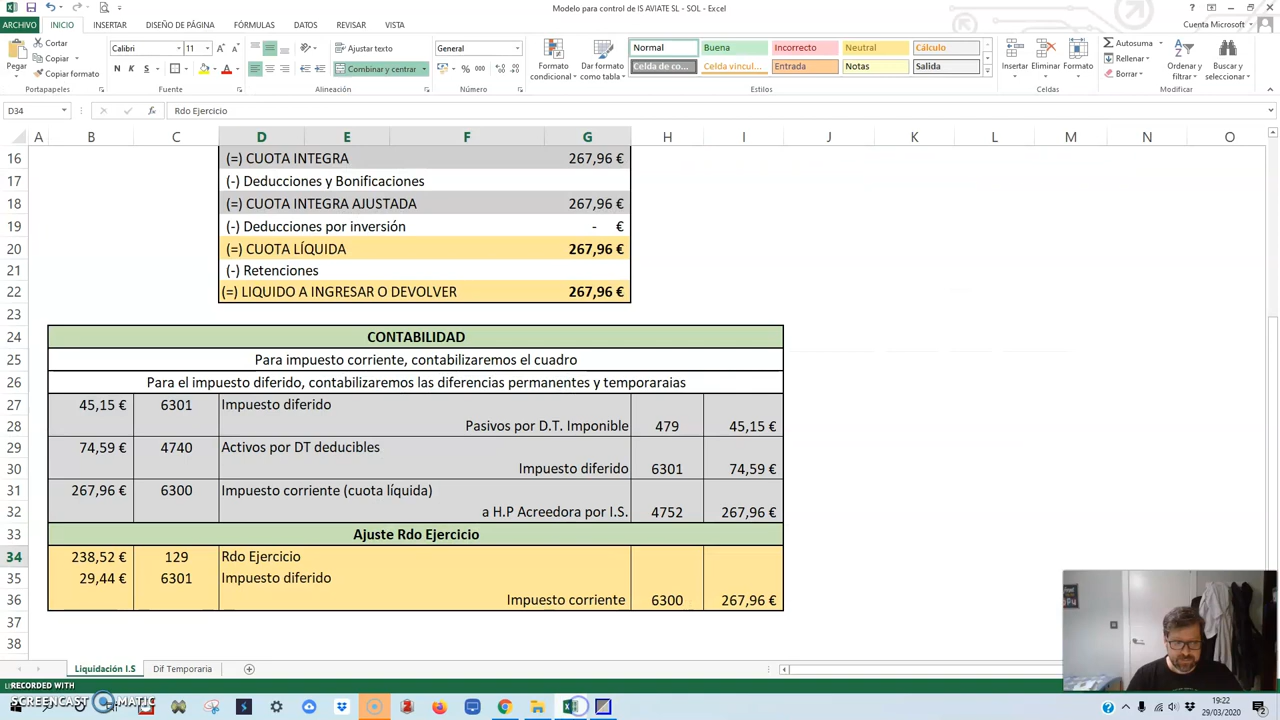 Modelo para control de IS AVIATE SL - SOL - Excel
ARCHIVO INICIO INSERTAR DISEÑO DE PÁGINA FÓRMULAS DATOS REVISAR VISTA Cuenta Microsoft
Pegar
Cortar
Copiar
Copiar formato
Portapapeles
Calibri 11
N K S
Fuente
Ajustar texto
Combinar y centrar
Alineación
General
% 000
Número
Formato condicional
Dar formato como tabla
Normal Buena Incorrecto Neutral Cálculo
Celda de co... Celda vincul... Entrada Notas Salida
Estilos
Insertar Eliminar Formato
Celdas
Autosuma
Rellenar
Borrar
Ordenar y filtrar
Buscar y seleccionar
Modificar
D34 Rdo Ejercicio
A B C D E F G H I J K L M N O
16 (=) CUOTA INTEGRA 267,96 €
17 (-) Deducciones y Bonificaciones
18 (=) CUOTA INTEGRA AJUSTADA 267,96 €
19 (-) Deducciones por inversión - €
20 (=) CUOTA LÍQUIDA 267,96 €
21 (-) Retenciones
22 (=) LIQUIDO A INGRESAR O DEVOLVER 267,96 €
23
24 CONTABILIDAD
25 Para impuesto corriente, contabilizaremos el cuadro
26 Para el impuesto diferido, contabilizaremos las diferencias permanentes y temporaraias
27 45,15 € 6301 Impuesto diferido
28 Pasivos por D.T. Imponible 479 45,15 €
29 74,59 € 4740 Activos por DT deducibles
30 Impuesto diferido 6301 74,59 €
31 267,96 € 6300 Impuesto corriente (cuota líquida)
32 a H.P Acreedora por I.S. 4752 267,96 €
33 Ajuste Rdo Ejercicio
34 238,52 € 129 Rdo Ejercicio
35 29,44 € 6301 Impuesto diferido
36 Impuesto corriente 6300 267,96 €
37
38
Liquidación I.S Dif Temporaria
RECORDED WITH
SCREENCAST MATIC
19:22
29/03/2020